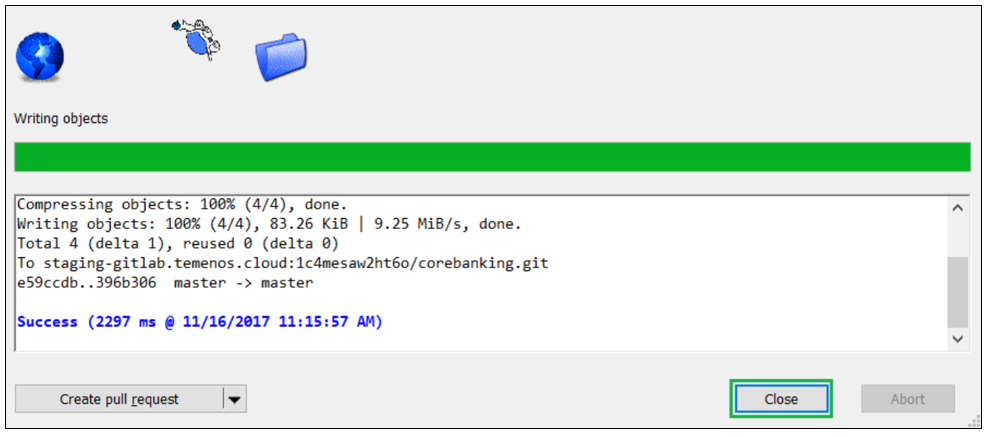 Writing objects
Compressing objects: 100% (4/4), done.
Writing objects: 100% (4/4), 83.26 KiB | 9.25 MiB/s, done.
Total 4 (delta 1), reused 0 (delta 0)
To staging-gitlab.temenos.cloud:1c4mesaw2ht6o/corebanking.git
e59ccdb..396b306  master -> master
Success (2297 ms @ 11/16/2017 11:15:57 AM)
Create pull request
Close
Abort